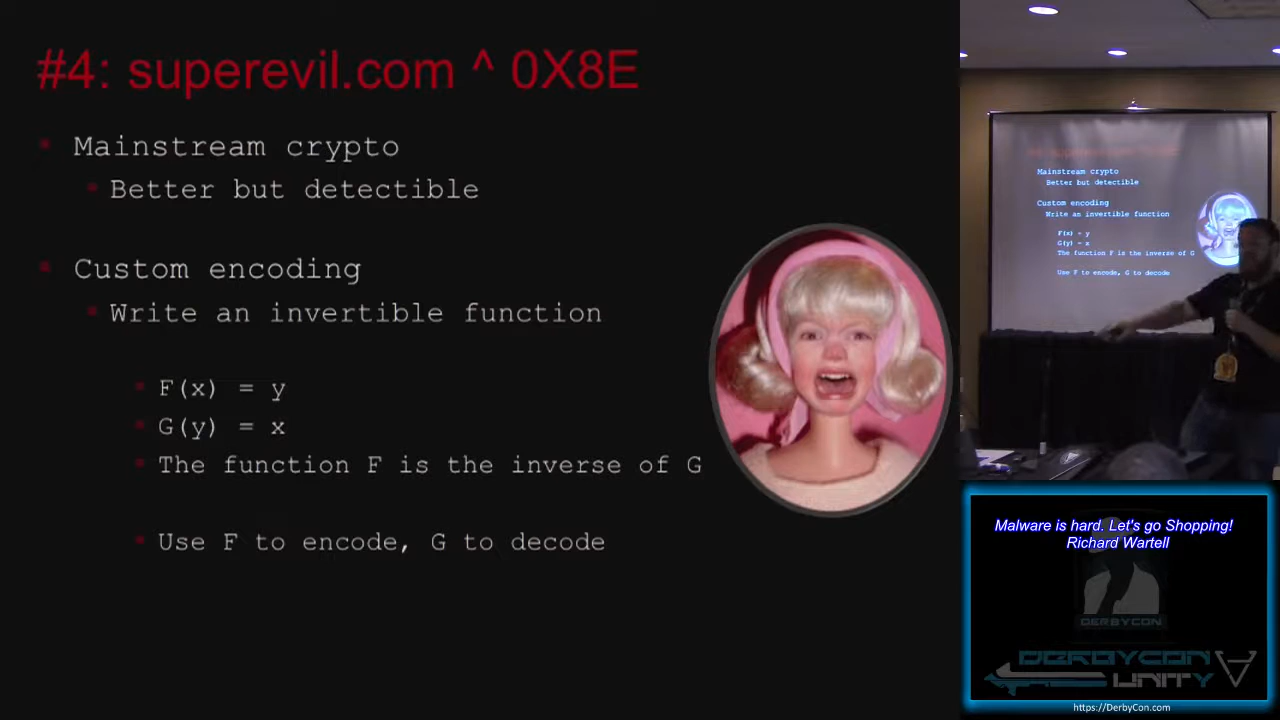 #4: superevil.com ^ 0X8E
Mainstream crypto
Better but detectible
Custom encoding
Write an invertible function
F(x) = y
G(y) = x
The function F is the inverse of G
Use F to encode, G to decode
Mainstream crypto
Better but detectible
Custom encoding
Write an invertible function
F(x) = y
G(y) = x
The function F is the inverse of G
Use F to encode, G to decode
Malware is hard. Let's go Shopping!
Richard Wartell
DERBYCON
DERBYCON
UNITY
https://DerbyCon.com